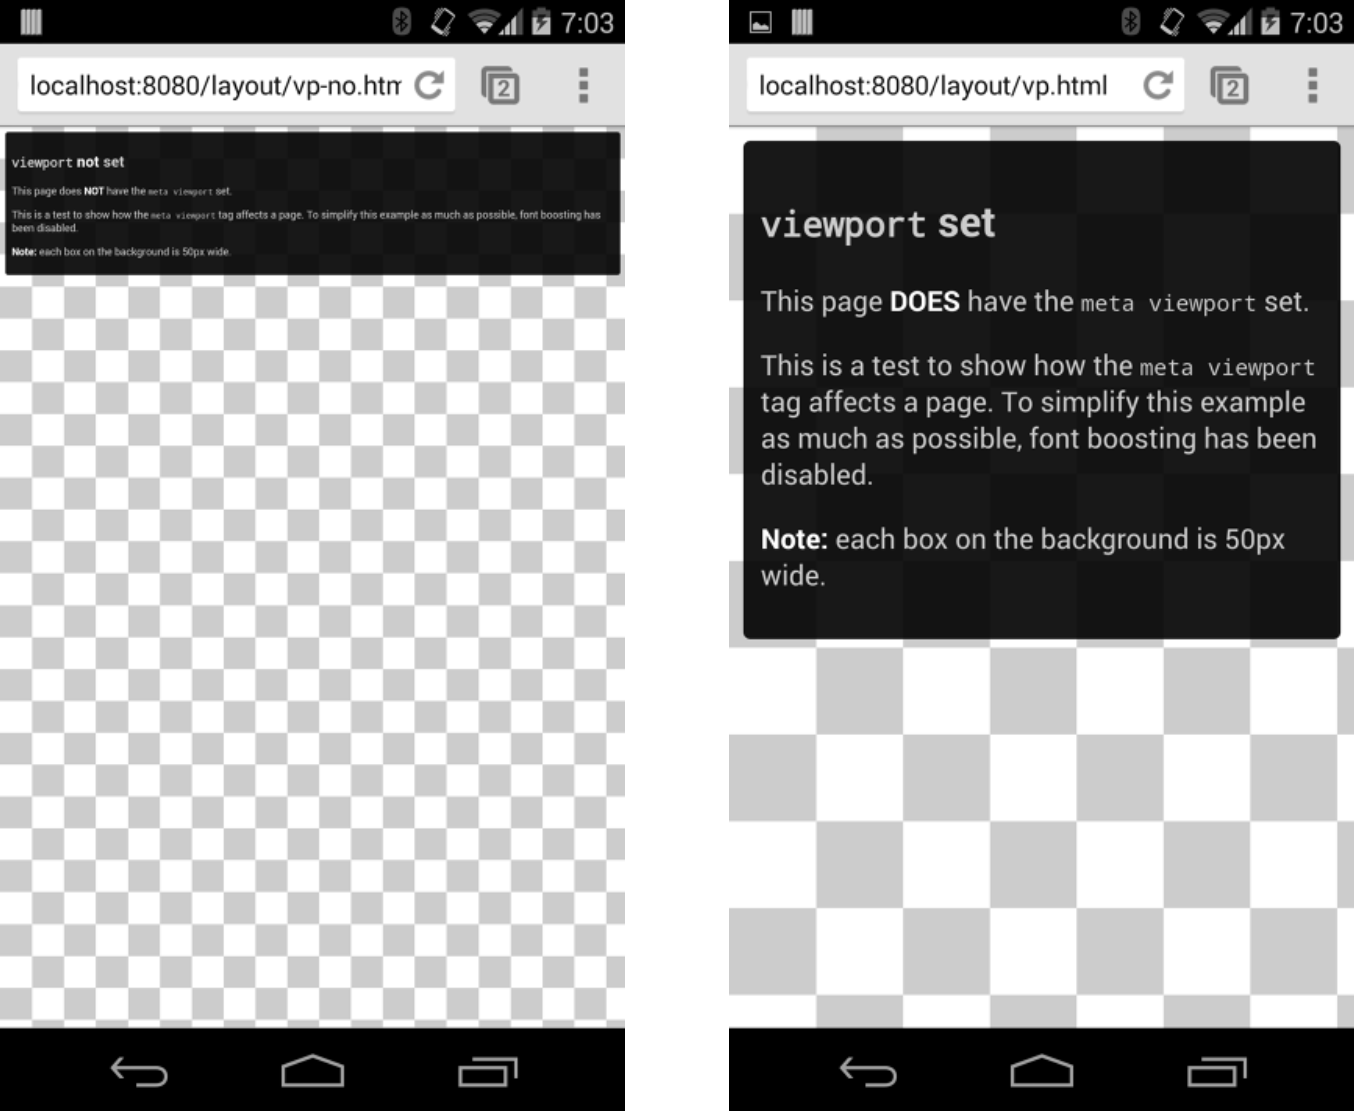 7:03
localhost:8080/layout/vp-no.htm
2
viewport not set
This page does NOT have the meta viewport set.
This is a test to show how the meta viewport tag affects a page. To simplify this example as much as possible, font boosting has
been disabled.
Note: each box on the background is 50px wide.
7:03
localhost:8080/layout/vp.html
2
viewport set
This page DOES have the meta viewport set.
This is a test to show how the meta viewport
tag affects a page. To simplify this example
as much as possible, font boosting has been
disabled.
Note: each box on the background is 50px
wide.